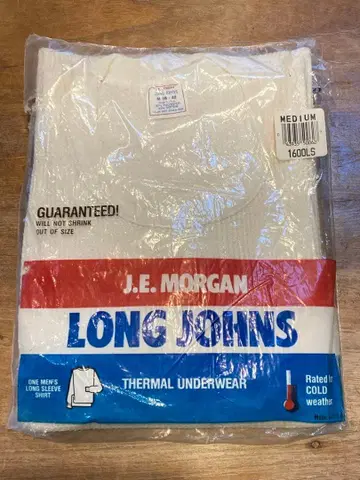 MEDIUM
1600LS
GUARANTEED!
WILL NOT SHRINK
OUT OF SIZE
J.E. MORGAN
LONG JOHNS
ONE MEN'S
LONG SLEEVE
SHIRT
THERMAL UNDERWEAR
Rated
COLD
weather